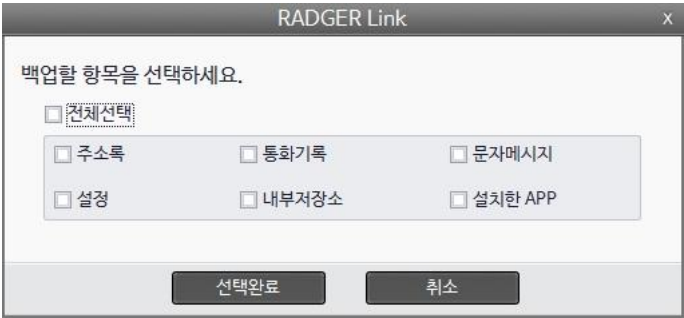 RADGER Link X
백업할 항목을 선택하세요.
전체선택
주소록 통화기록 문자메시지
설정 내부저장소 설치한 APP
선택완료 취소